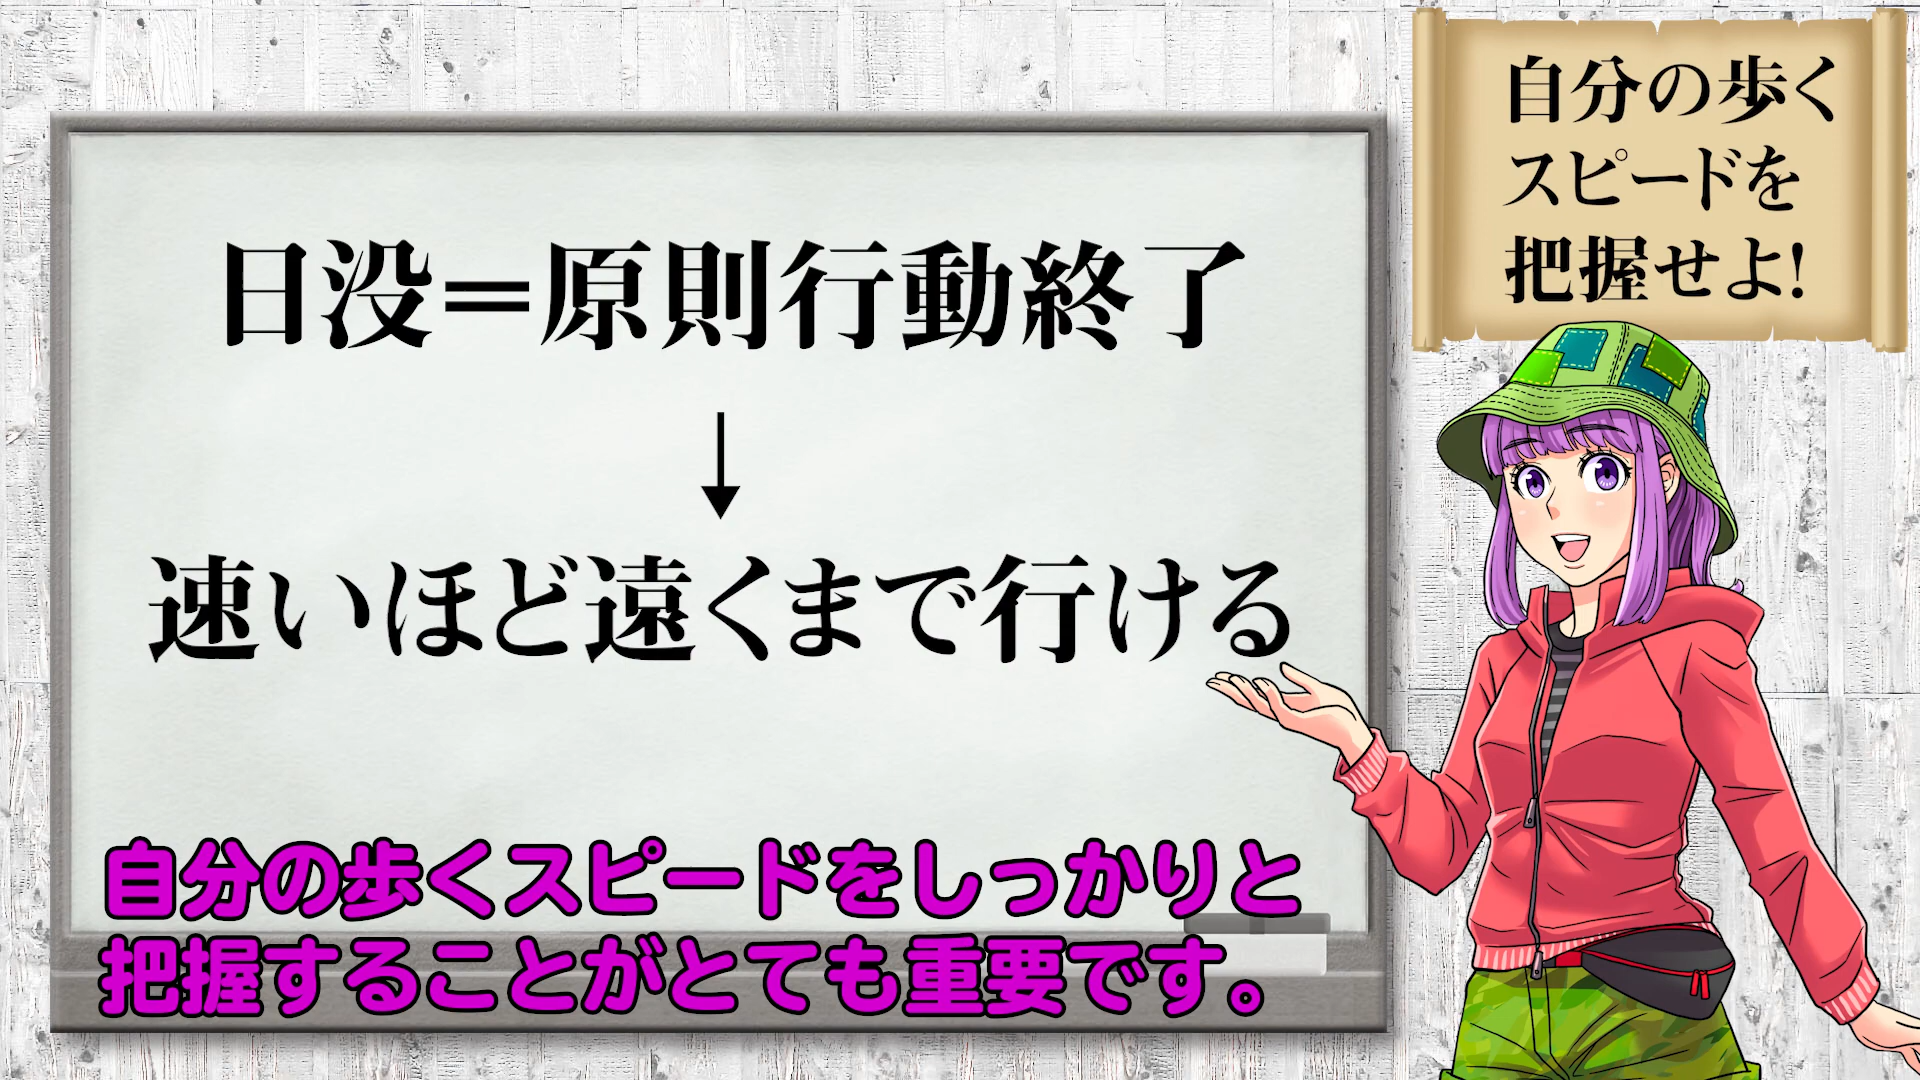 自分の歩く
スピードを
把握せよ!
日没=原則行動終了
↓
速いほど遠くまで行ける
自分の歩くスピードをしっかりと
把握することがとても重要です。